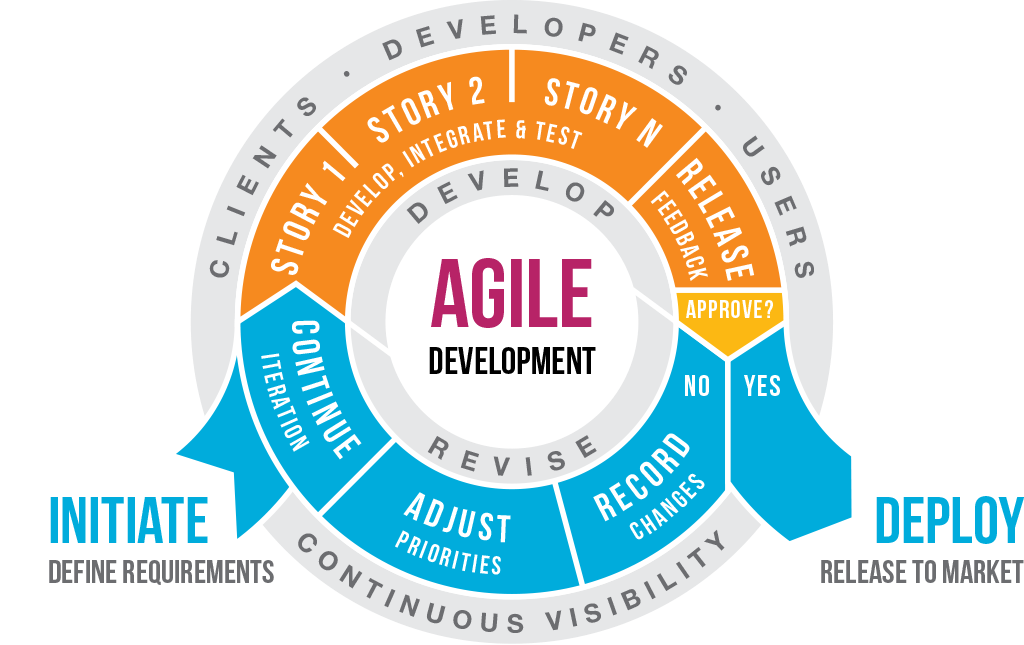 CLIENTS • DEVELOPERS • USERS
STORY 1
STORY 2
STORY N
DEVELOP, INTEGRATE & TEST
RELEASE
FEEDBACK
DEVELOP
APPROVE?
AGILE
DEVELOPMENT
NO
YES
CONTINUE
ITERATION
REVISE
RECORD
CHANGES
ADJUST
PRIORITIES
INITIATE
DEFINE REQUIREMENTS
DEPLOY
RELEASE TO MARKET
CONTINUOUS VISIBILITY